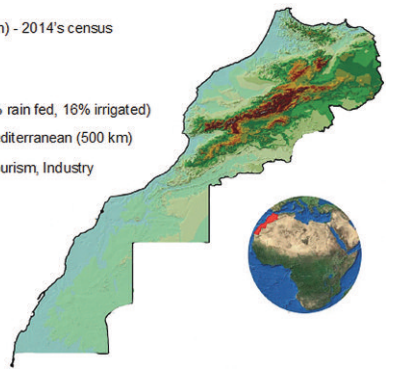 n) - 2014's census
% rain fed, 16% irrigated)
diterranean (500 km)
urism, Industry